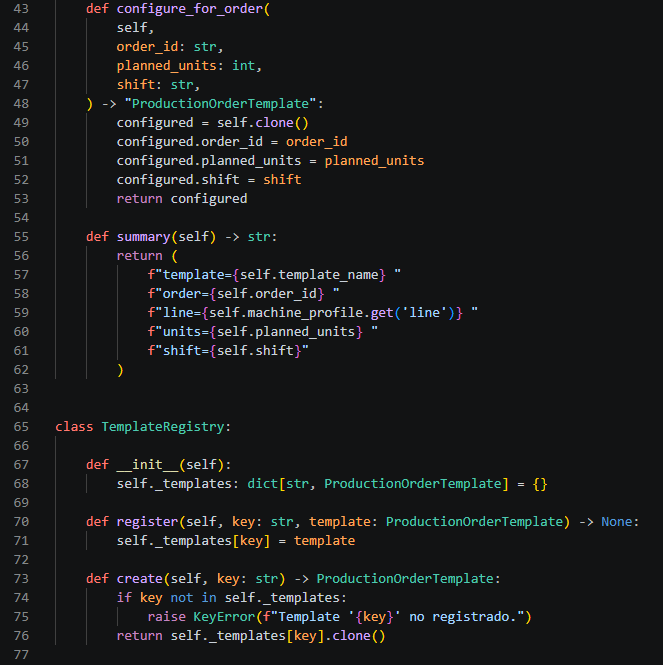 43 def configure_for_order(
44 self,
45 order_id: str,
46 planned_units: int,
47 shift: str,
48 ) -> "ProductionOrderTemplate":
49 configured = self.clone()
50 configured.order_id = order_id
51 configured.planned_units = planned_units
52 configured.shift = shift
53 return configured
54
55 def summary(self) -> str:
56 return (
57 f"template={self.template_name} "
58 f"order={self.order_id} "
59 f"line={self.machine_profile.get('line')} "
60 f"units={self.planned_units} "
61 f"shift={self.shift}"
62 )
63
64
65 class TemplateRegistry:
66
67 def __init__(self):
68 self._templates: dict[str, ProductionOrderTemplate] = {}
69
70 def register(self, key: str, template: ProductionOrderTemplate) -> None:
71 self._templates[key] = template
72
73 def create(self, key: str) -> ProductionOrderTemplate:
74 if key not in self._templates:
75 raise KeyError(f"Template '{key}' no registrado.")
76 return self._templates[key].clone()
77